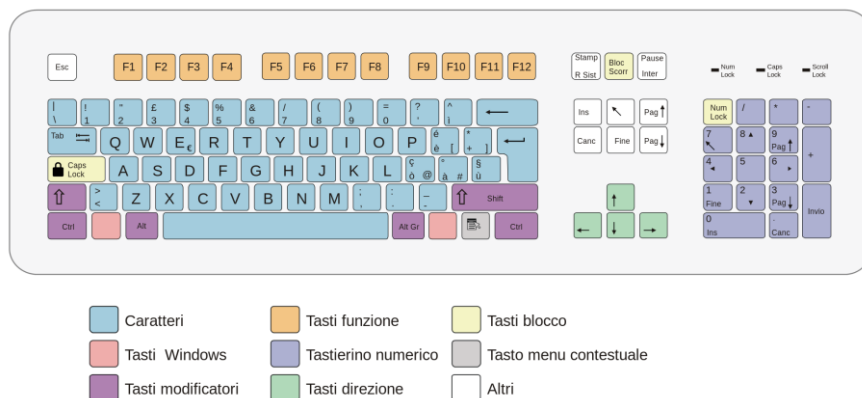 Esc F1 F2 F3 F4 F5 F6 F7 F8 F9 F10 F11 F12 Stamp R Sist Bloc Scorr Pause Inter Num Lock Caps Lock Scroll Lock
| \ ! 1 " 2 £ 3 $ 4 % 5 & 6 / 7 ( 8 ) 9 = 0 ? ' ^ ì ← Ins ↖ Pag ↑ Num Lock / * -
Tab Q W E € R T Y U I O P é è [ * + ] Canc Fine Pag ↓ 7 ↖ 8 ▲ 9 Pag ↑ +
Caps Lock A S D F G H J K L ç ò @ ° à # § ù 4 ◄ 5 6 ►
⇧ > < Z X C V B N M ; , : . _ - ⇧ Shift ↑ 1 Fine 2 ▼ 3 Pag ↓ Invio
Ctrl Alt Alt Gr Ctrl ← ↓ → 0 Ins . Canc
Caratteri Tasti funzione Tasti blocco
Tasti Windows Tastierino numerico Tasto menu contestuale
Tasti modificatori Tasti direzione Altri